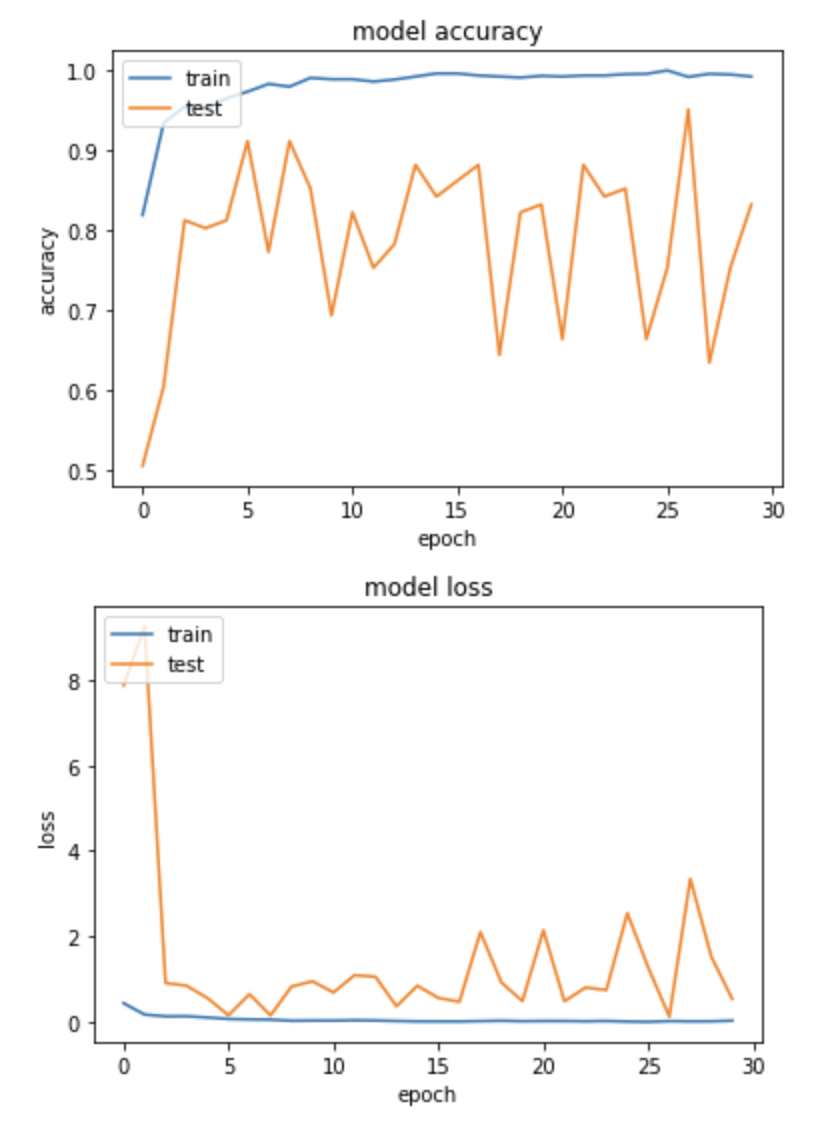 model accuracy
train
test
1.0
0.9
0.8
0.7
0.6
0.5
accuracy
0 5 10 15 20 25 30
epoch
model loss
train
test
8
6
4
2
0
loss
0 5 10 15 20 25 30
epoch